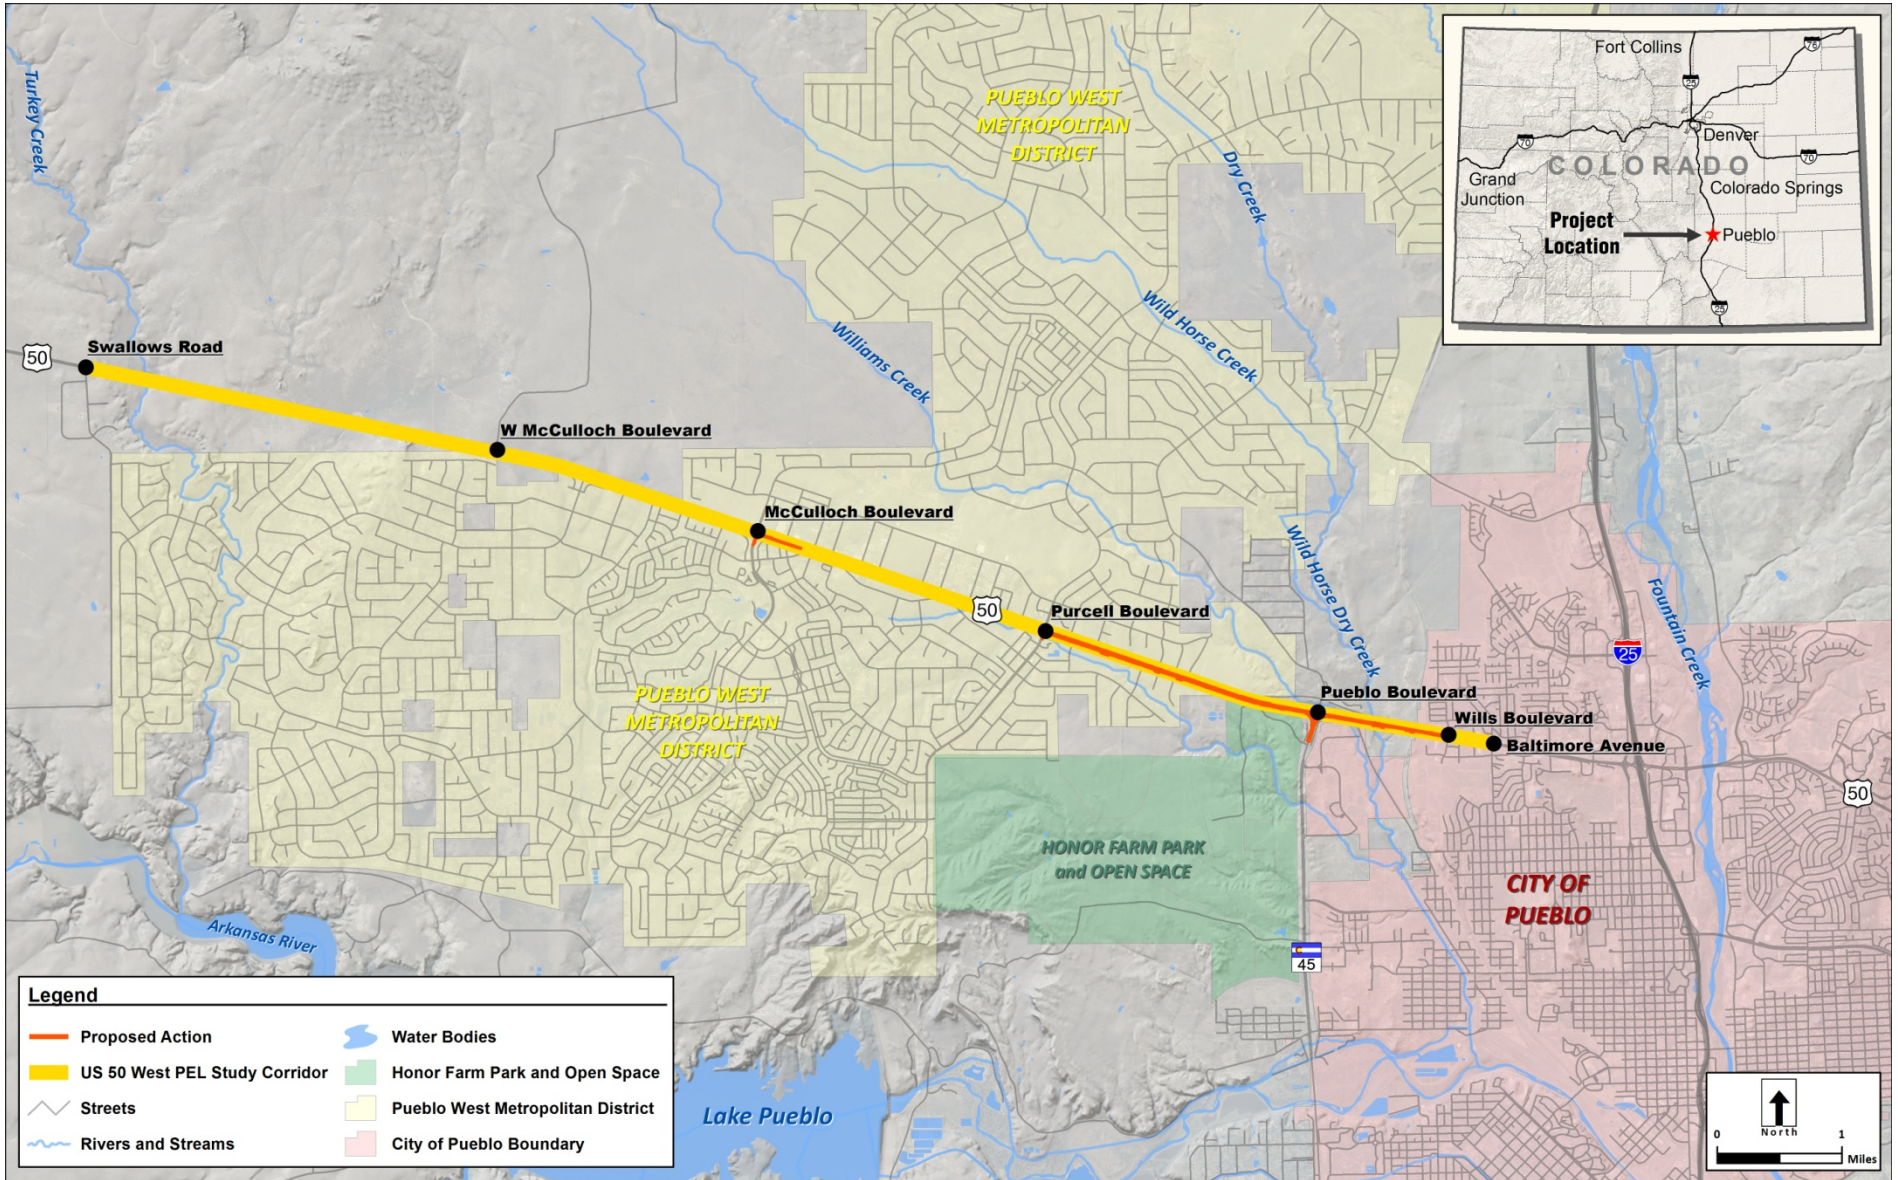 PUEBLO WEST
METROPOLITAN
DISTRICT
Turkey Creek
Dry Creek
Wild Horse Creek
Williams Creek
50
Swallows Road
W McCulloch Boulevard
McCulloch Boulevard
50
Purcell Boulevard
Wild Horse Dry Creek
Fountain Creek
25
Pueblo Boulevard
Wills Boulevard
Baltimore Avenue
50
PUEBLO WEST
METROPOLITAN
DISTRICT
HONOR FARM PARK
and OPEN SPACE
CITY OF
PUEBLO
45
Arkansas River
Lake Pueblo
Fort Collins
76
25
Denver
70
70
COLORADO
Grand
Junction
Colorado Springs
Project
Location
Pueblo
25
Legend
Proposed Action
US 50 West PEL Study Corridor
Streets
Rivers and Streams
Water Bodies
Honor Farm Park and Open Space
Pueblo West Metropolitan District
City of Pueblo Boundary
North
0 1
Miles